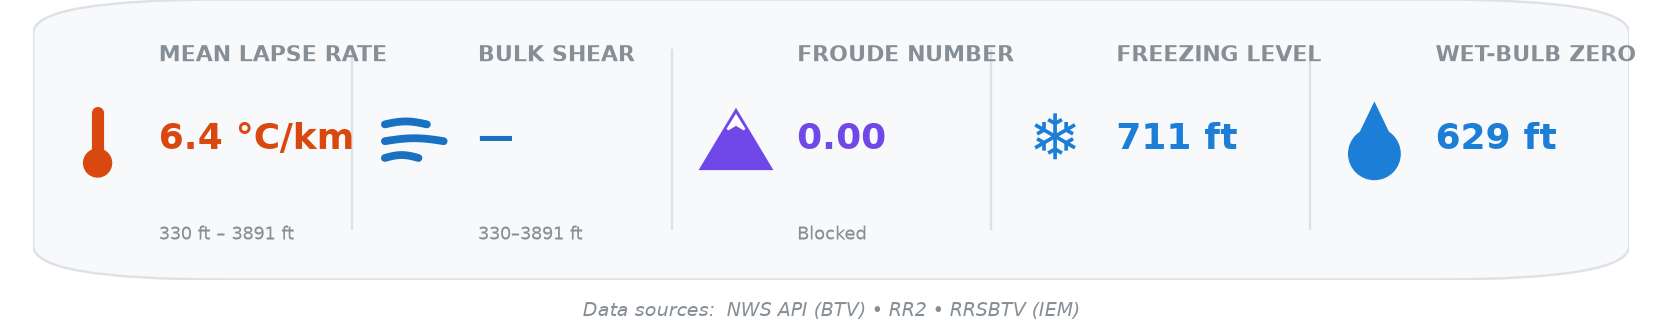 MEAN LAPSE RATE
6.4 °C/km
330 ft – 3891 ft
BULK SHEAR
—
330–3891 ft
FROUDE NUMBER
0.00
Blocked
FREEZING LEVEL
711 ft
WET-BULB ZERO
629 ft
Data sources: NWS API (BTV) • RR2 • RRSBTV (IEM)